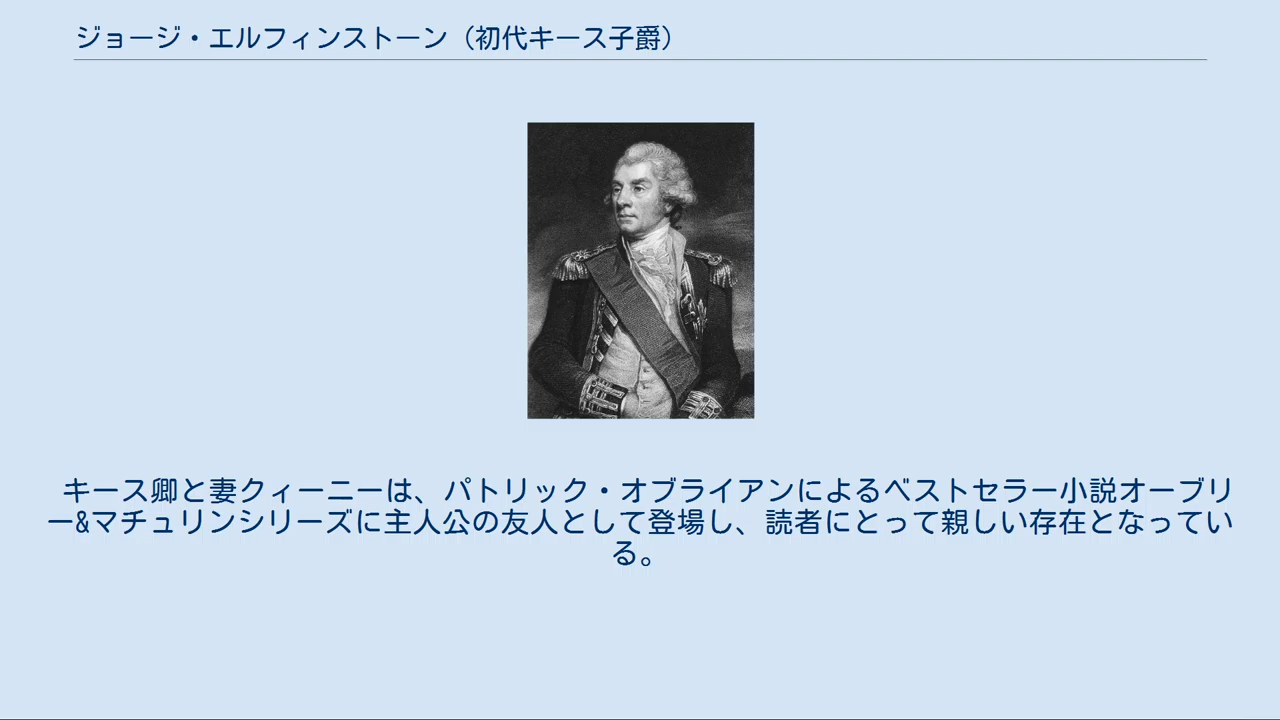 ジョージ・エルフィンストーン（初代キース子爵）
キース卿と妻クィーニーは、パトリック・オブライアンによるベストセラー小説オーブリ
ー&マチュリンシリーズに主人公の友人として登場し、読者にとって親しい存在となってい
る。